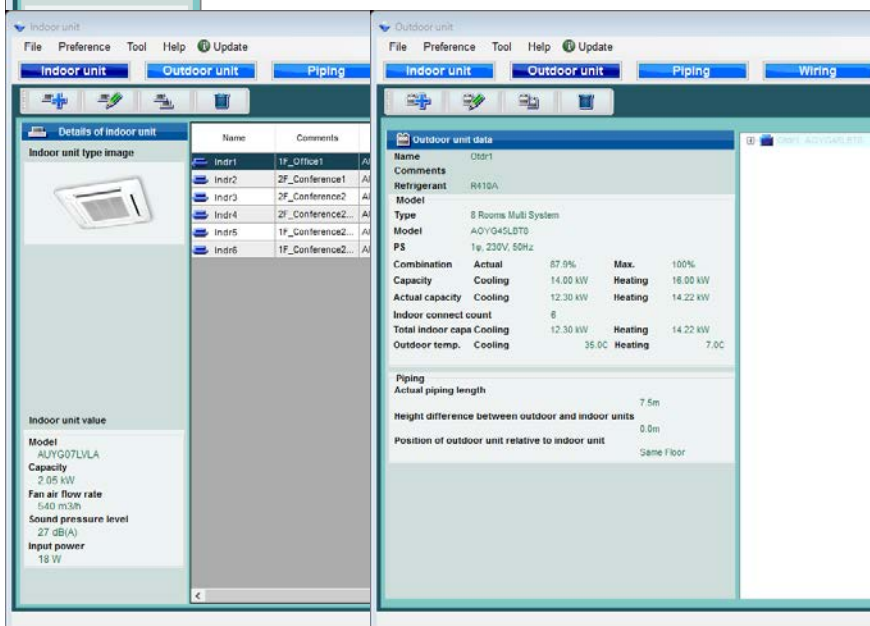 Indoor unit
File Preference Tool Help Update
Indoor unit Outdoor unit Piping
Details of indoor unit
Indoor unit type image
Name Comments
Indr1 1F_Office1
Indr2 2F_Conference1
Indr3 2F_Conference2
Indr4 2F_Conference2...
Indr5 1F_Conference2...
Indr6 1F_Conference2...
Indoor unit value
Model
AUYG07LVLA
Capacity
2.05 kW
Fan air flow rate
540 m3/h
Sound pressure level
27 dB(A)
Input power
18 W
Outdoor unit
File Preference Tool Help Update
Indoor unit Outdoor unit Piping Wiring
Outdoor unit data
Name Otdr1
Comments
Refrigerant R410A
Model
Type 8 Rooms Multi System
Model AOYG45LBT8
PS 1φ, 230V, 50Hz
Combination Actual 87.9% Max. 100%
Capacity Cooling 14.00 kW Heating 16.00 kW
Actual capacity Cooling 12.30 kW Heating 14.22 kW
Indoor connect count 6
Total indoor capa Cooling 12.30 kW Heating 14.22 kW
Outdoor temp. Cooling 35.0C Heating 7.0C
Piping
Actual piping length
7.5m
Height difference between outdoor and indoor units
0.0m
Position of outdoor unit relative to indoor unit
Same Floor